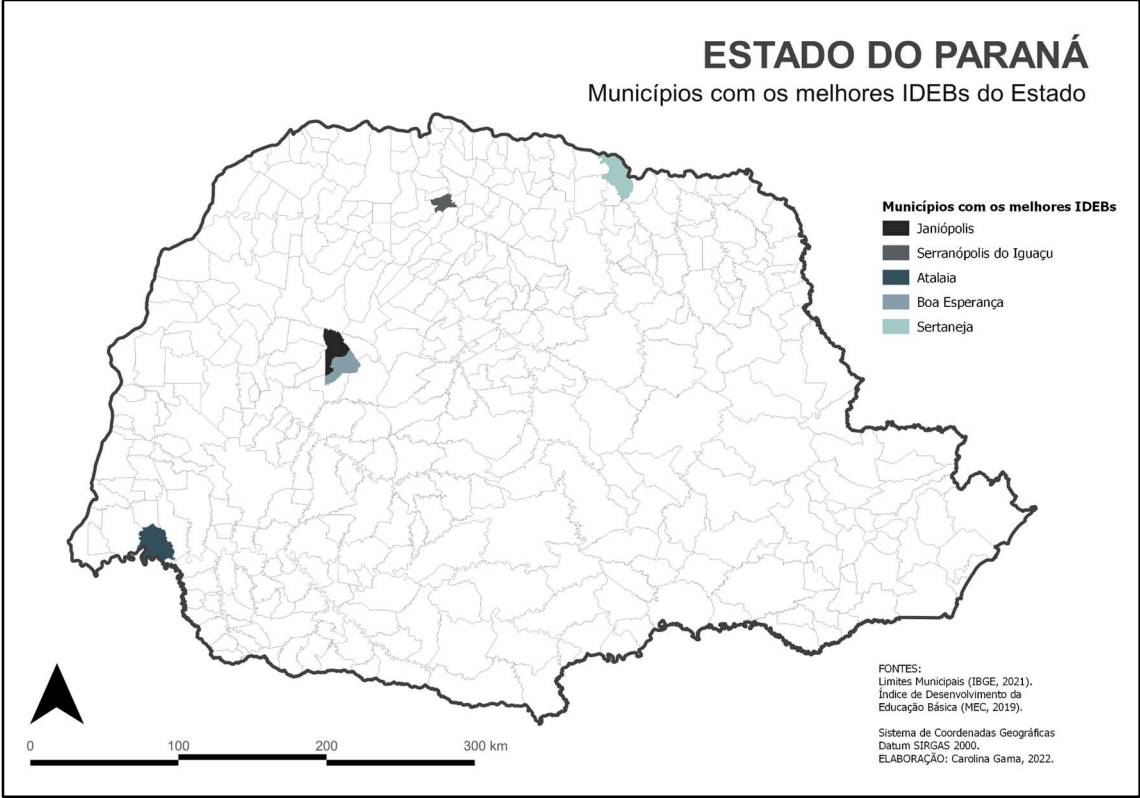 ESTADO DO PARANÁ
Municípios com os melhores IDEBs do Estado
Municípios com os melhores IDEBs
Janiópolis
Serranópolis do Iguaçu
Atalaia
Boa Esperança
Sertaneja
FONTES:
Limites Municipais (IBGE, 2021).
Índice de Desenvolvimento da
Educação Básica (MEC, 2019).
Sistema de Coordenadas Geográficas
Datum SIRGAS 2000.
ELABORAÇÃO: Carolina Gama, 2022.
0 100 200 300 km